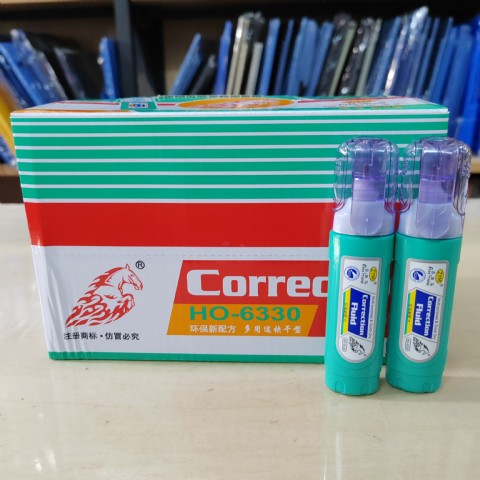 ®
Correc
HO-6330
环保新配方 多用途快干型
注册商标·仿冒必究
Correction
Fluid
Correction
Fluid